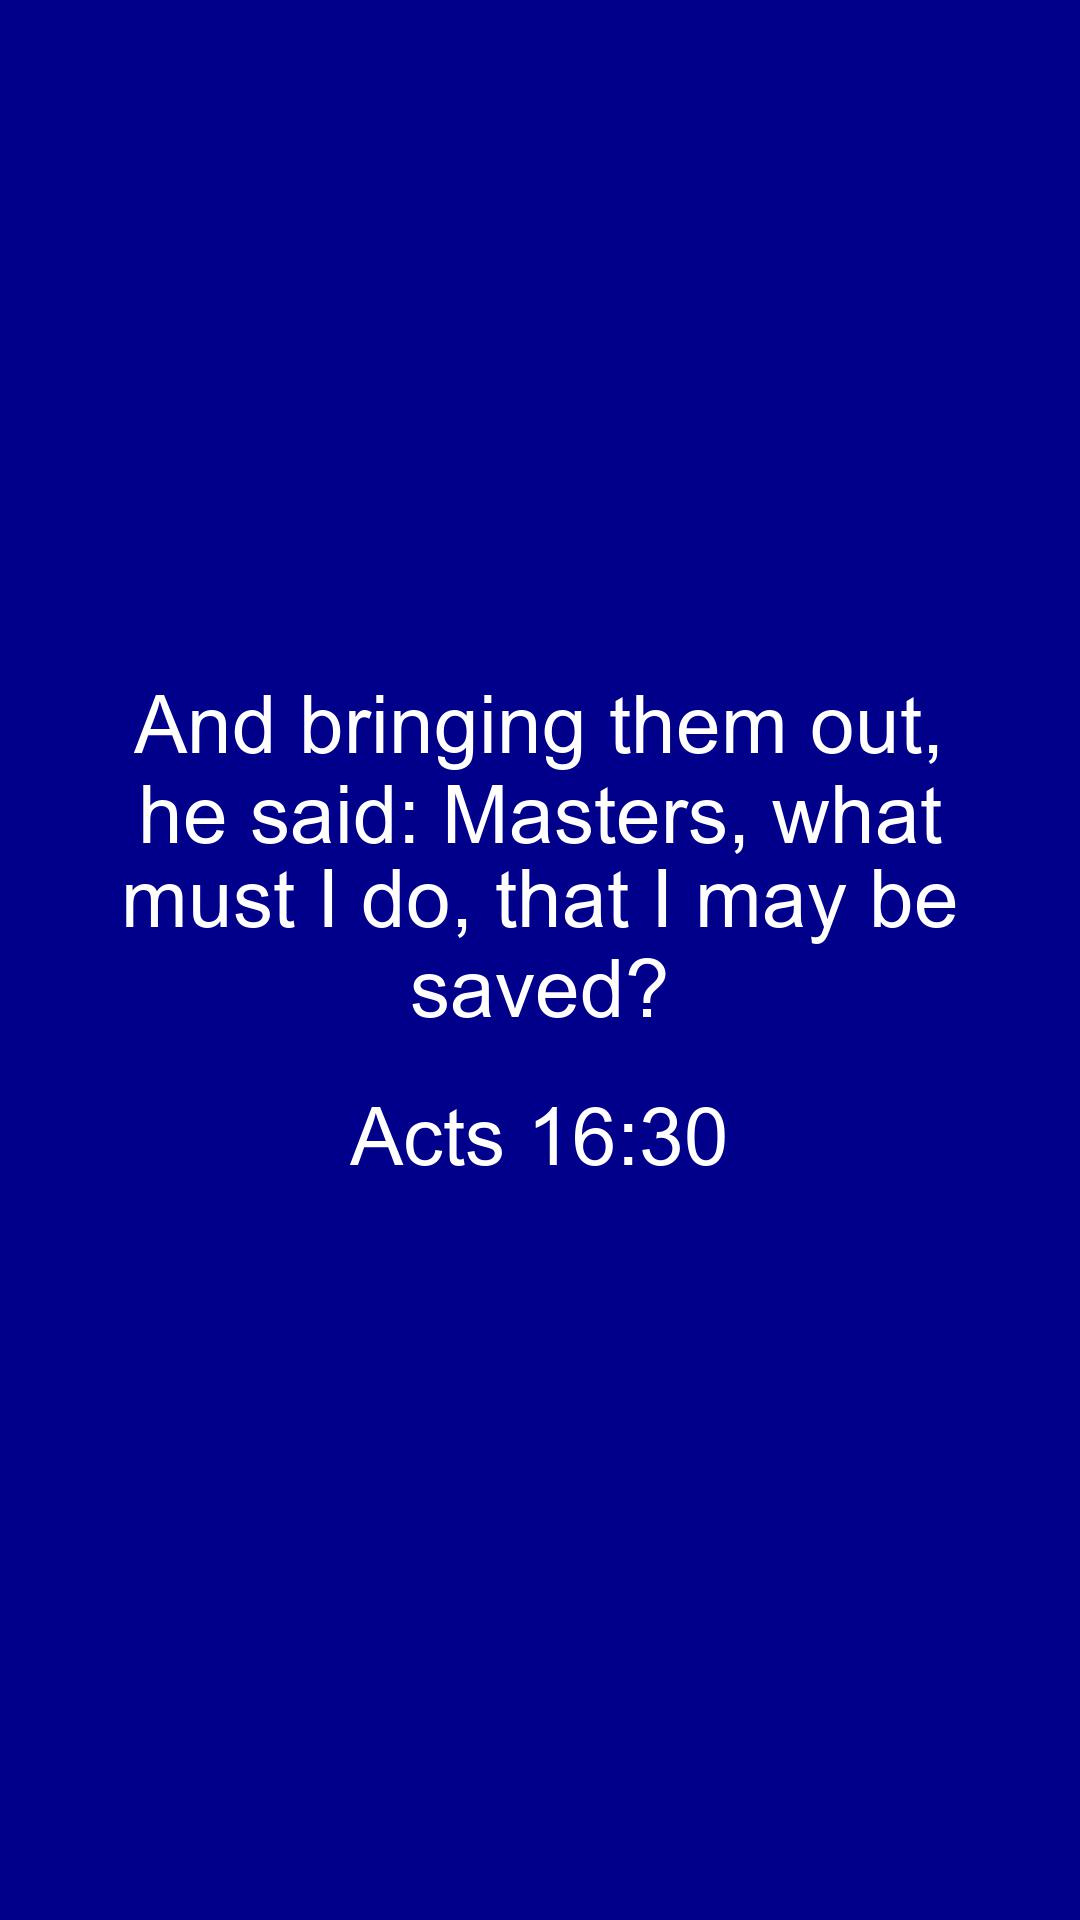 And bringing them out,
he said: Masters, what
must I do, that I may be
saved?
Acts 16:30